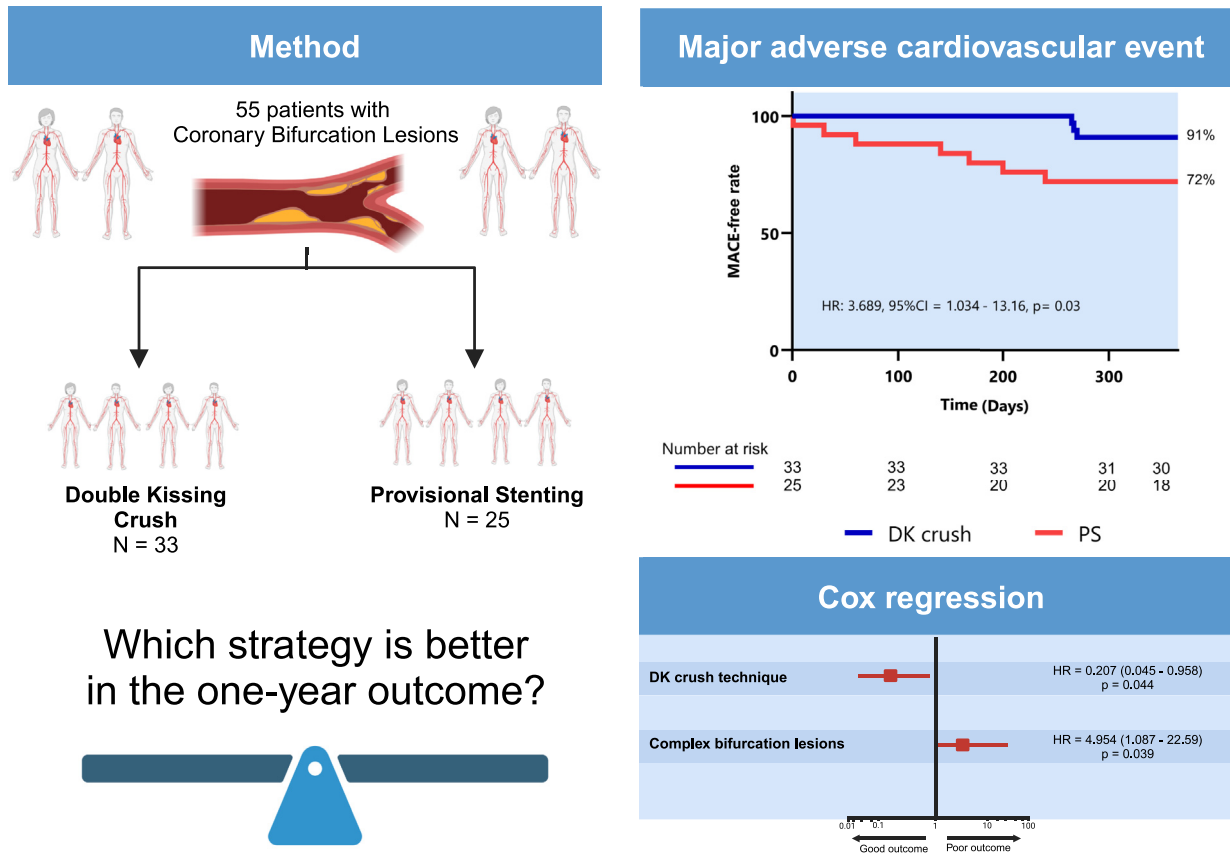 Method
55 patients with
Coronary Bifurcation Lesions
Double Kissing
Crush
N = 33
Provisional Stenting
N = 25
Which strategy is better
in the one-year outcome?
Major adverse cardiovascular event
MACE-free rate
100
50
0
91%
72%
HR: 3.689, 95%CI = 1.034 - 13.16, p= 0.03
0 100 200 300
Time (Days)
Number at risk
33 33 33 31 30
25 23 20 20 18
DK crush PS
Cox regression
DK crush technique
HR = 0.207 (0.045 - 0.958)
p = 0.044
Complex bifurcation lesions
HR = 4.954 (1.087 - 22.59)
p = 0.039
0.01 0.1 1 10 100
Good outcome Poor outcome